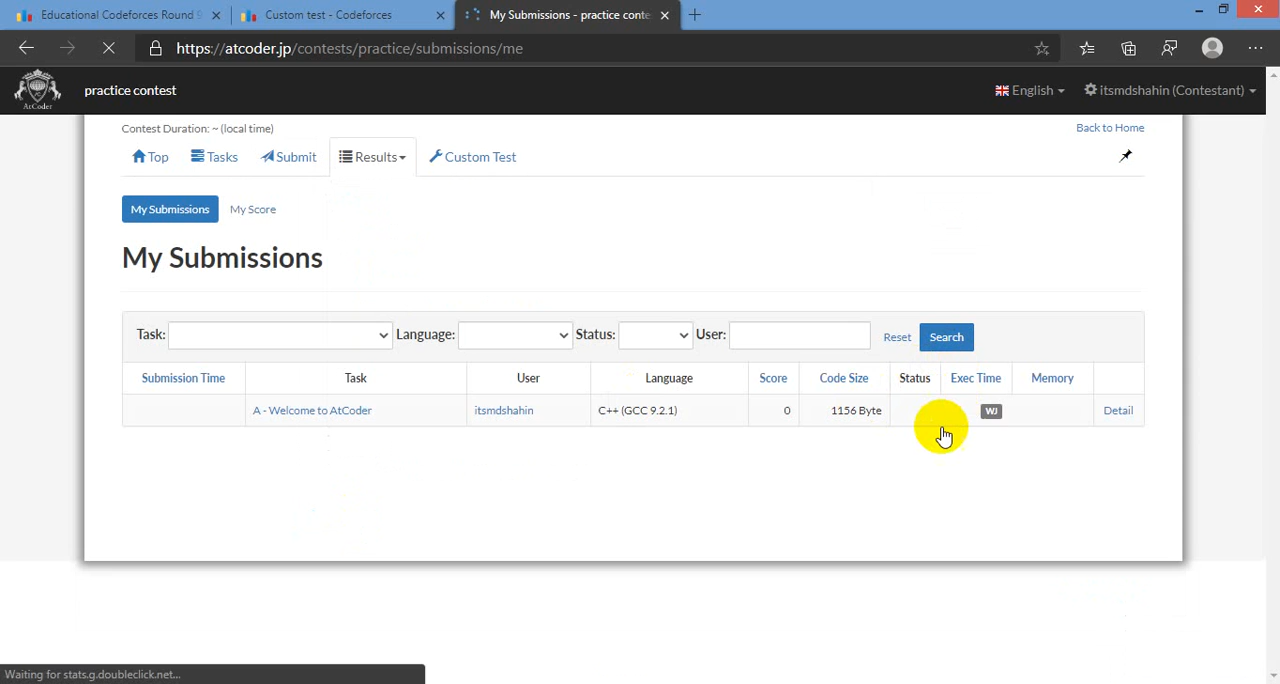 Educational Codeforces Round 9
Custom test - Codeforces
My Submissions - practice conte
https://atcoder.jp/contests/practice/submissions/me
AtCoder
practice contest
English
itsmdshahin (Contestant)
Contest Duration: ~ (local time)
Back to Home
Top
Tasks
Submit
Results
Custom Test
My Submissions
My Score
My Submissions
Task:
Language:
Status:
User:
Reset
Search
Submission Time
Task
User
Language
Score
Code Size
Status
Exec Time
Memory
A - Welcome to AtCoder
itsmdshahin
C++ (GCC 9.2.1)
0
1156 Byte
WJ
Detail
Waiting for stats.g.doubleclick.net...